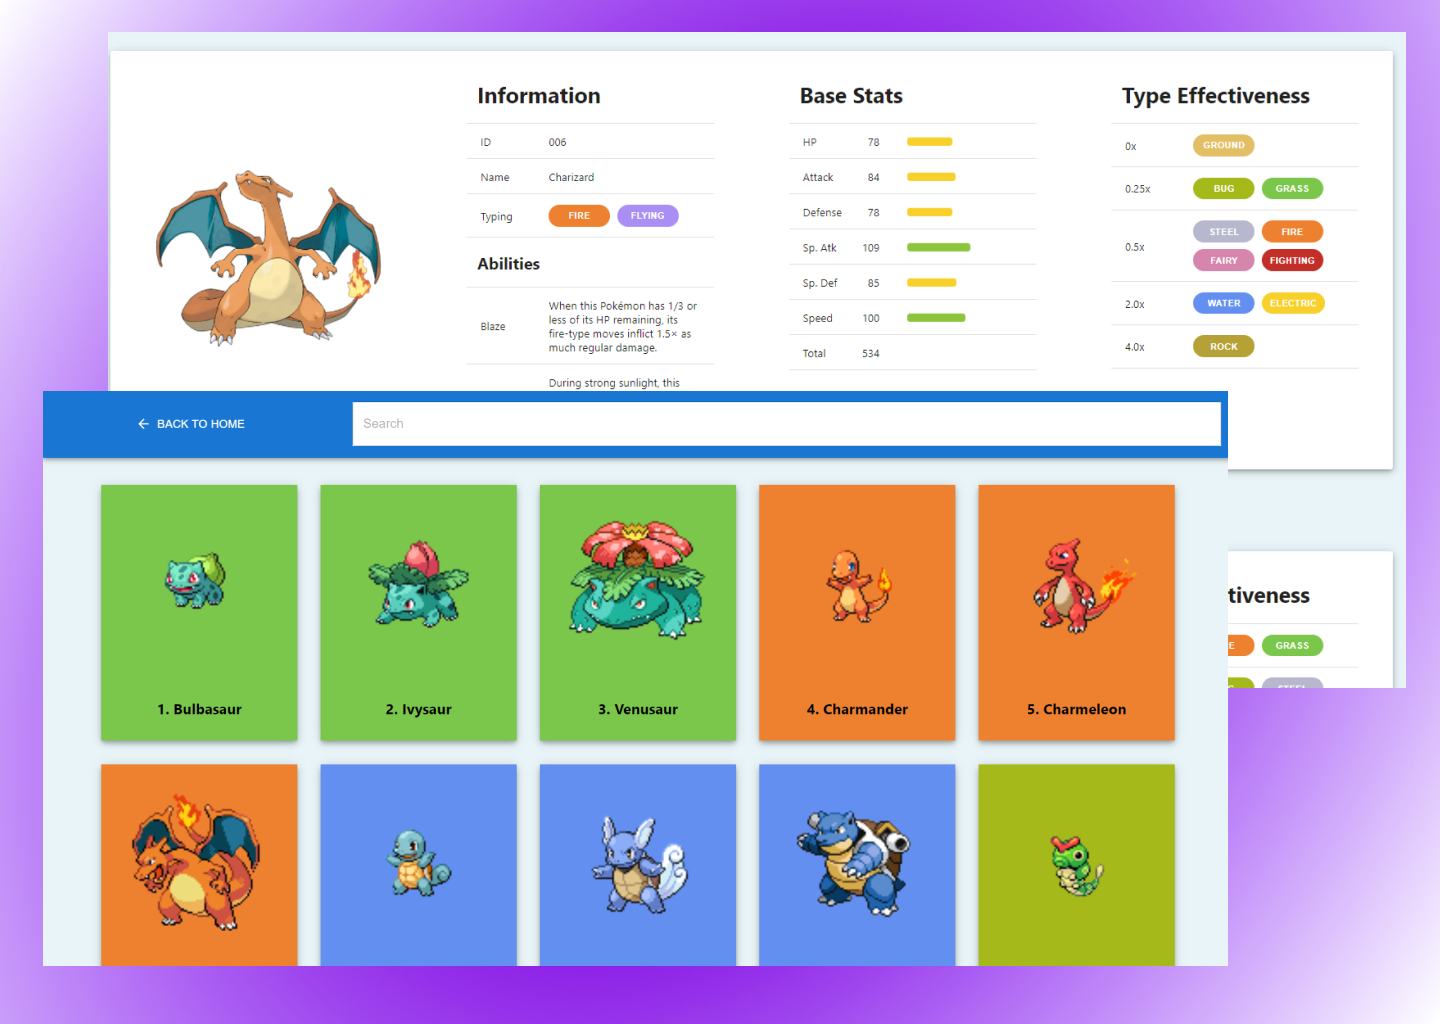 Information
ID 006
Name Charizard
Typing FIRE FLYING
Abilities
Blaze
When this Pokémon has 1/3 or
less of its HP remaining, its
fire-type moves inflict 1.5× as
much regular damage.
During strong sunlight, this
Base Stats
HP 78
Attack 84
Defense 78
Sp. Atk 109
Sp. Def 85
Speed 100
Total 534
Type Effectiveness
0x GROUND
0.25x BUG GRASS
0.5x STEEL FIRE
FAIRY FIGHTING
2.0x WATER ELECTRIC
4.0x ROCK
BACK TO HOME
Search
1. Bulbasaur
2. Ivysaur
3. Venusaur
4. Charmander
5. Charmeleon
tiveness
E GRASS
STEEL